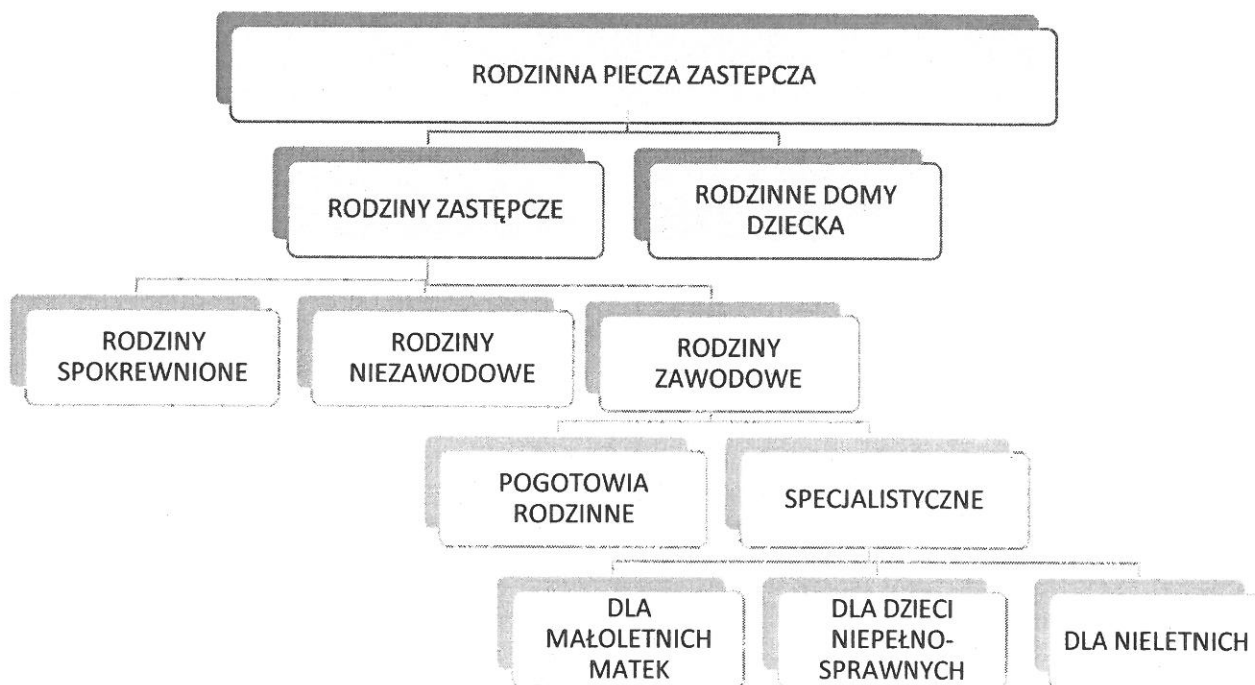 RODZINNA PIECZA ZASTEPCZA
RODZINY ZASTĘPCZE
RODZINNE DOMY
DZIECKA
RODZINY
SPOKREWNIONE
RODZINY
NIEZAWODOWE
RODZINY
ZAWODOWE
POGOTOWIA
RODZINNE
SPECJALISTYCZNE
DLA
MAŁOLETNICH
MATEK
DLA DZIECI
NIEPEŁNO-
SPRAWNYCH
DLA NIELETNICH